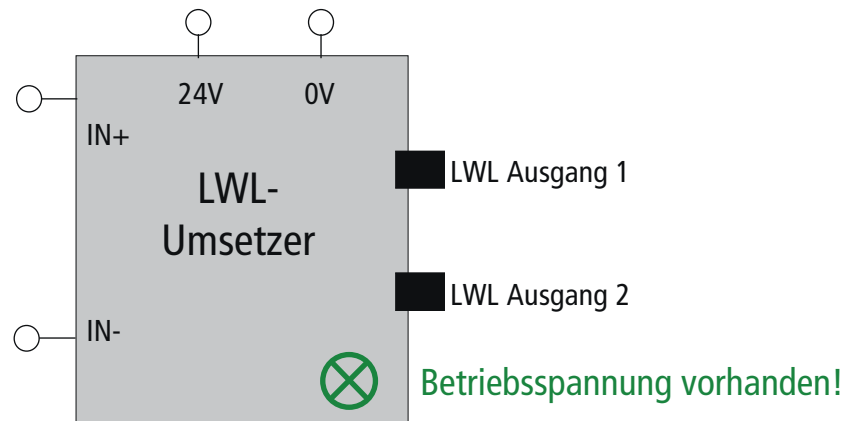 24V
0V
IN+
LWL Ausgang 1
LWL-
Umsetzer
LWL Ausgang 2
IN-
Betriebsspannung vorhanden!